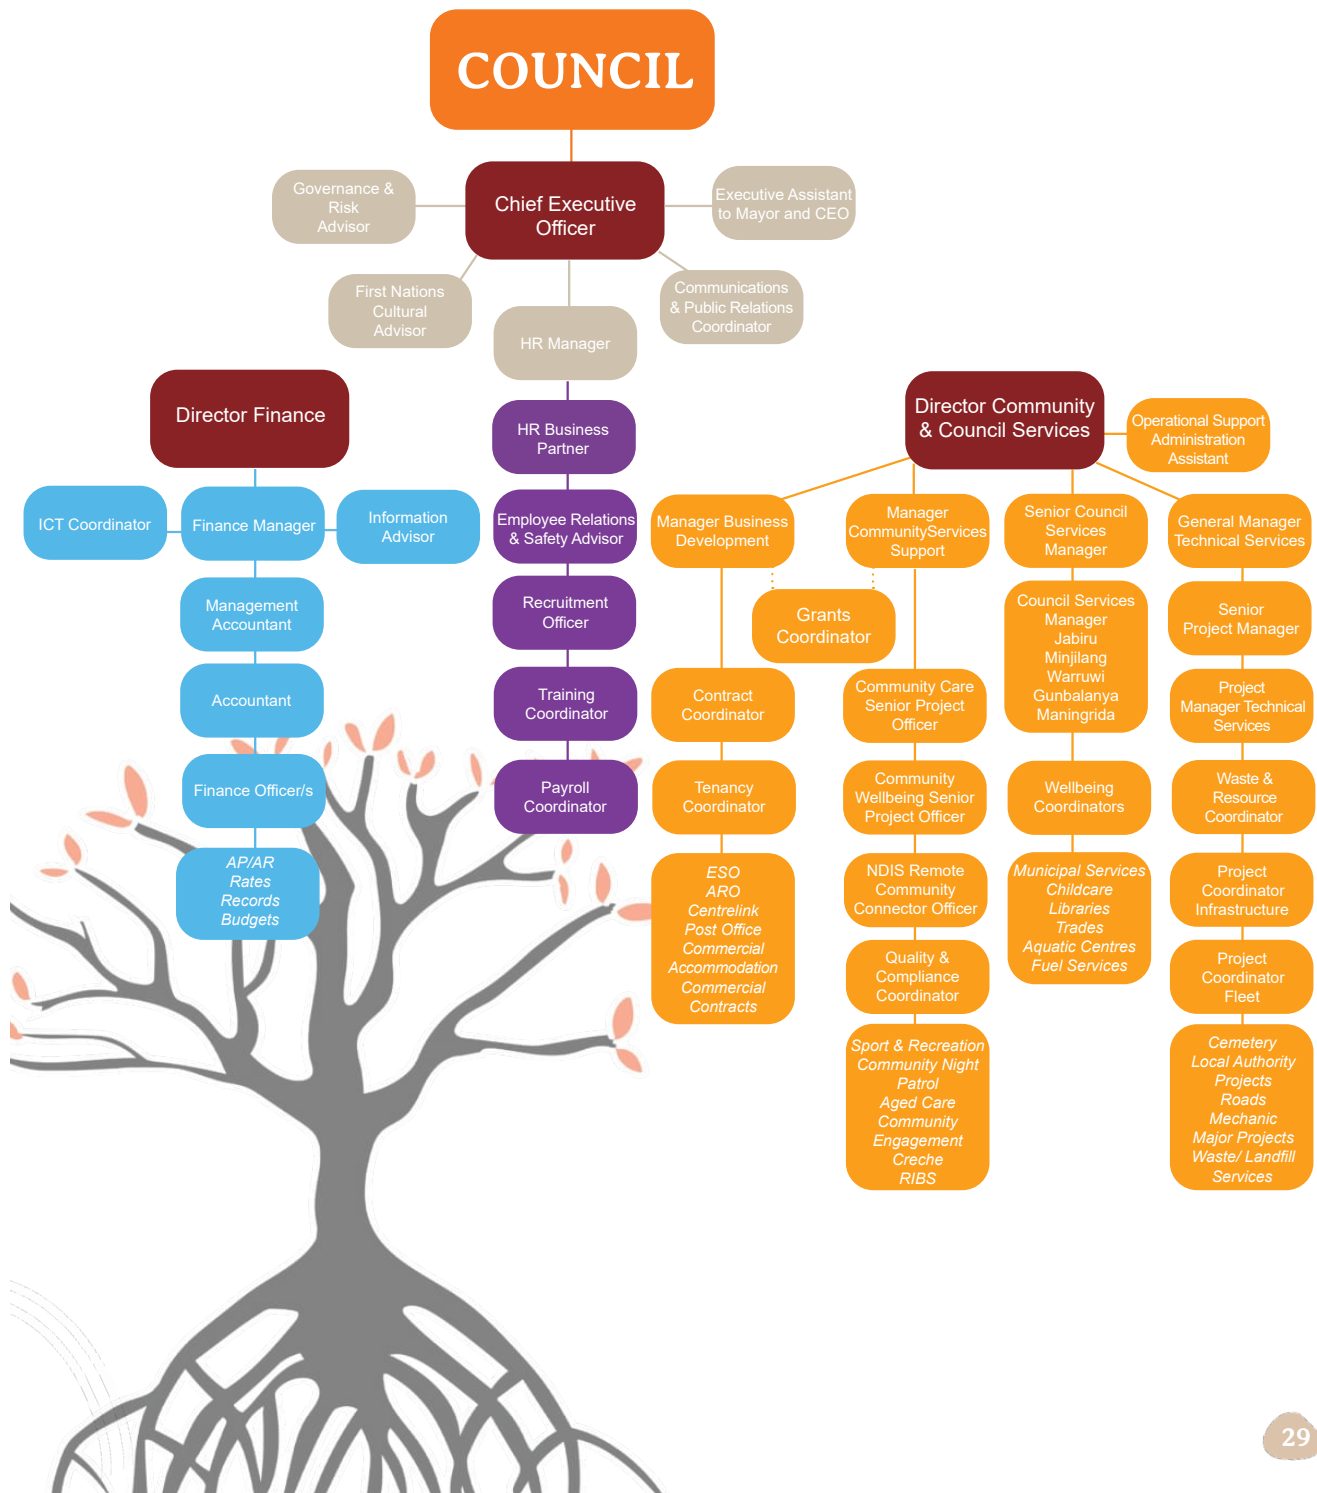 COUNCIL
Chief Executive
Officer
Governance &
Risk
Advisor
Executive Assistant
to Mayor and CEO
First Nations
Cultural
Advisor
Communications
& Public Relations
Coordinator
HR Manager
Director Finance
ICT Coordinator
Finance Manager
Information
Advisor
Management
Accountant
Accountant
Finance Officer/s
AP/AR
Rates
Records
Budgets
HR Business
Partner
Employee Relations
& Safety Advisor
Recruitment
Officer
Training
Coordinator
Payroll
Coordinator
Director Community
& Council Services
Operational Support
Administration
Assistant
Manager Business
Development
Grants
Coordinator
Contract
Coordinator
Tenancy
Coordinator
ESO
ARO
Centrelink
Post Office
Commercial
Accommodation
Commercial
Contracts
Manager
CommunityServices
Support
Community Care
Senior Project
Officer
Community
Wellbeing Senior
Project Officer
NDIS Remote
Community
Connector Officer
Quality &
Compliance
Coordinator
Sport & Recreation
Community Night
Patrol
Aged Care
Community
Engagement
Creche
RIBS
Senior Council
Services
Manager
Council Services
Manager
Jabiru
Minjilang
Warruwi
Gunbalanya
Maningrida
Wellbeing
Coordinators
Municipal Services
Childcare
Libraries
Trades
Aquatic Centres
Fuel Services
General Manager
Technical Services
Senior
Project Manager
Project
Manager Technical
Services
Waste &
Resource
Coordinator
Project
Coordinator
Infrastructure
Project
Coordinator
Fleet
Cemetery
Local Authority
Projects
Roads
Mechanic
Major Projects
Waste/ Landfill
Services
29